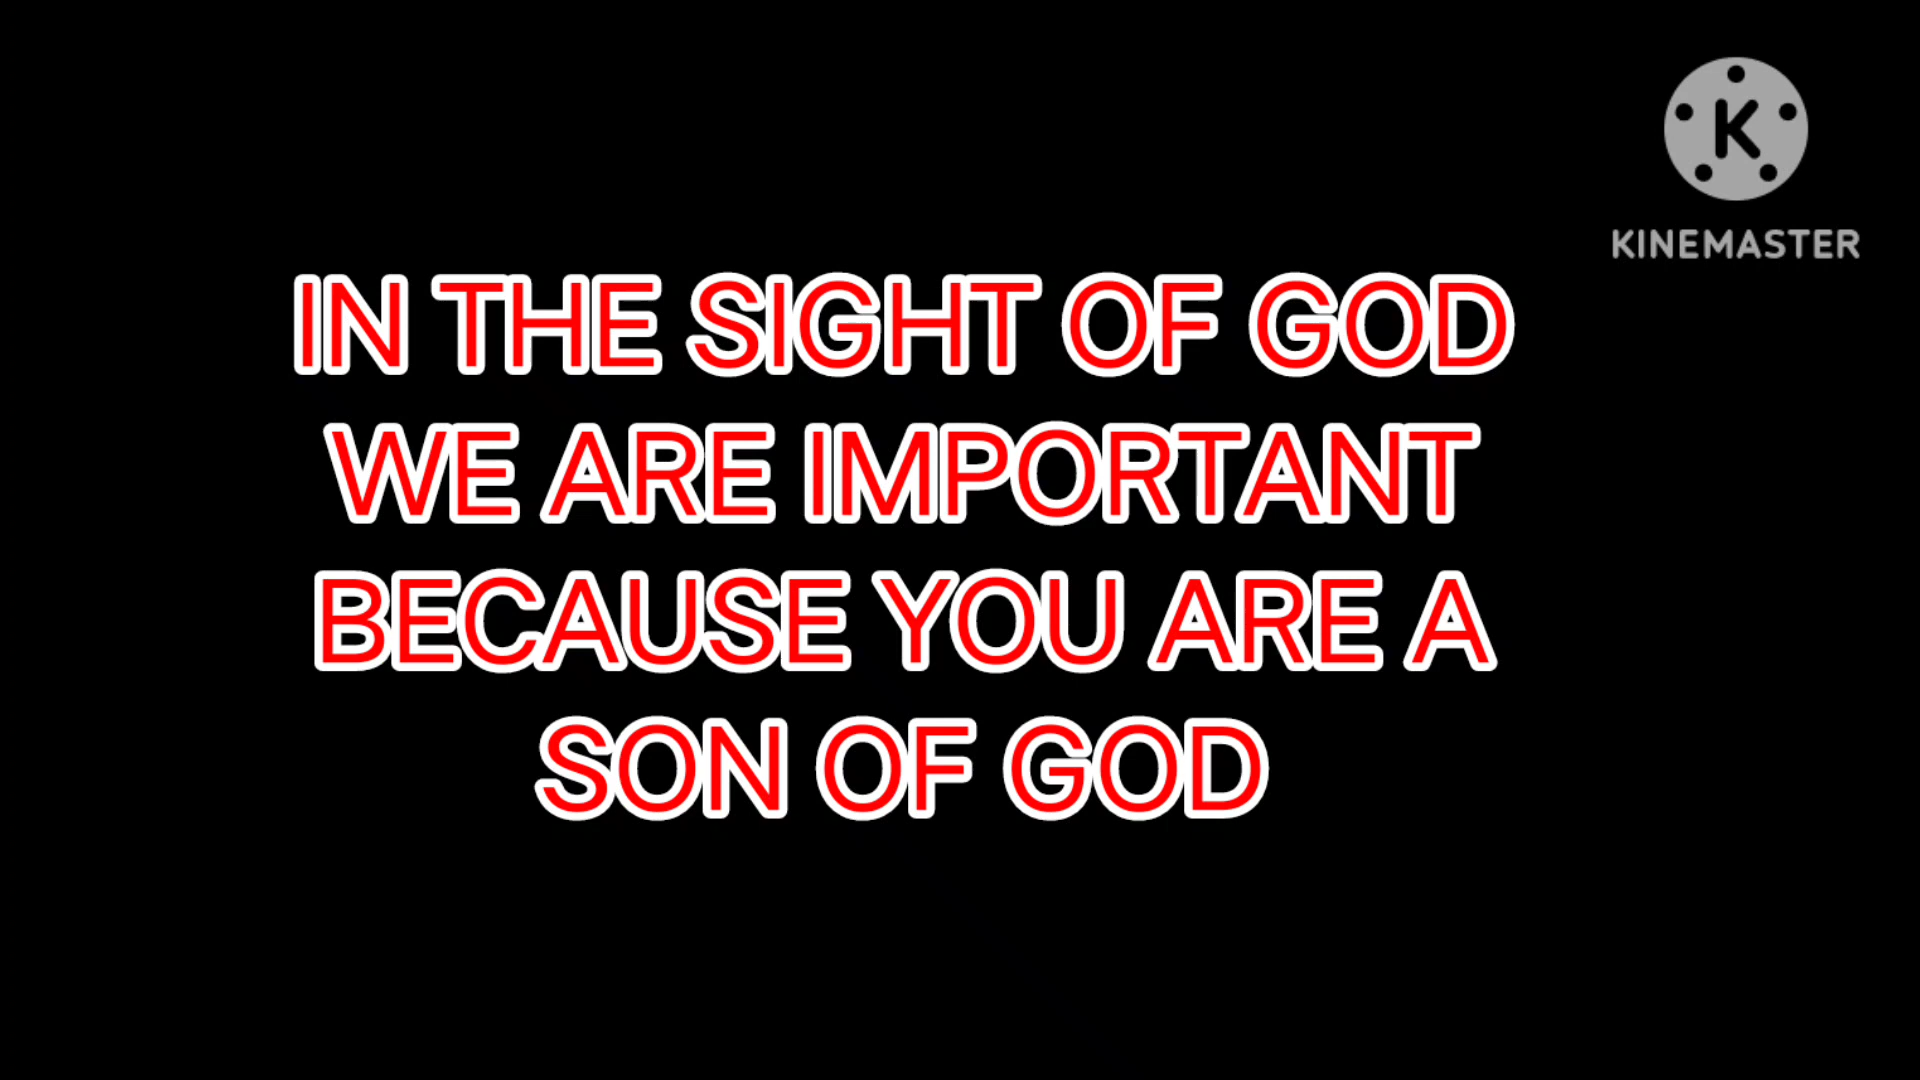 KINEMASTER
IN THE SIGHT OF GOD
WE ARE IMPORTANT
BECAUSE YOU ARE A
SON OF GOD